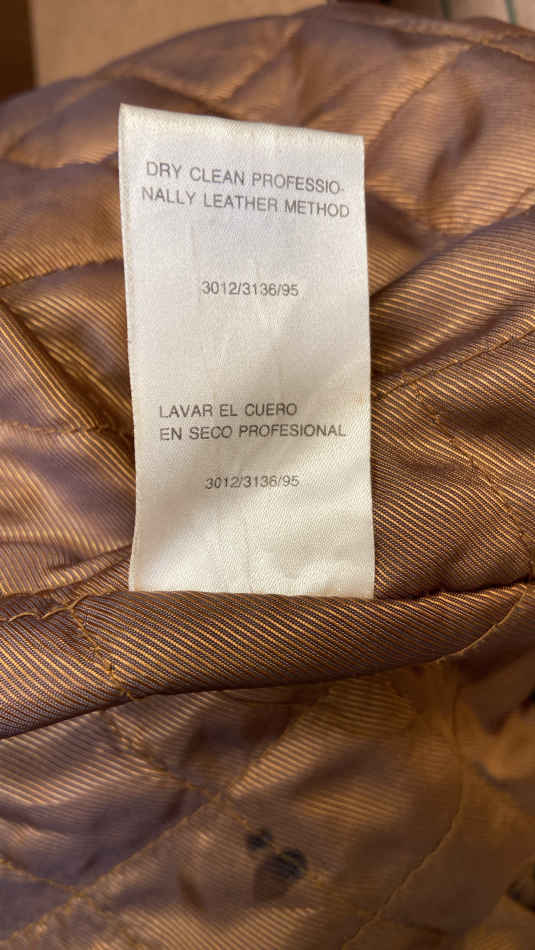 DRY CLEAN PROFESSIO-
NALLY LEATHER METHOD
3012/3136/95
LAVAR EL CUERO
EN SECO PROFESIONAL
3012/3136/95